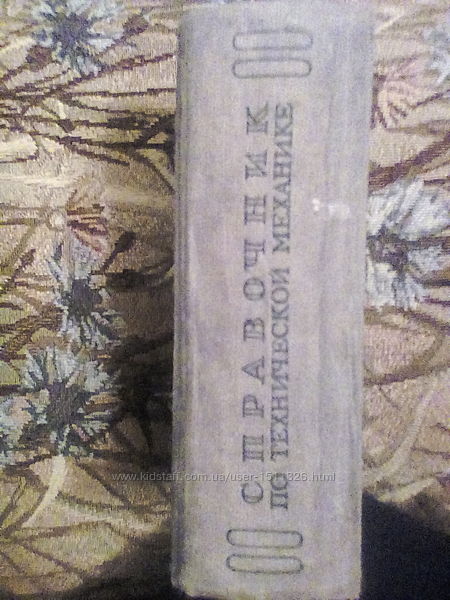 СПРАВОЧНИК
ПО ТЕХНИЧЕСКОЙ МЕХАНИКЕ
www.kidstaff.com.ua/user-1511326.html